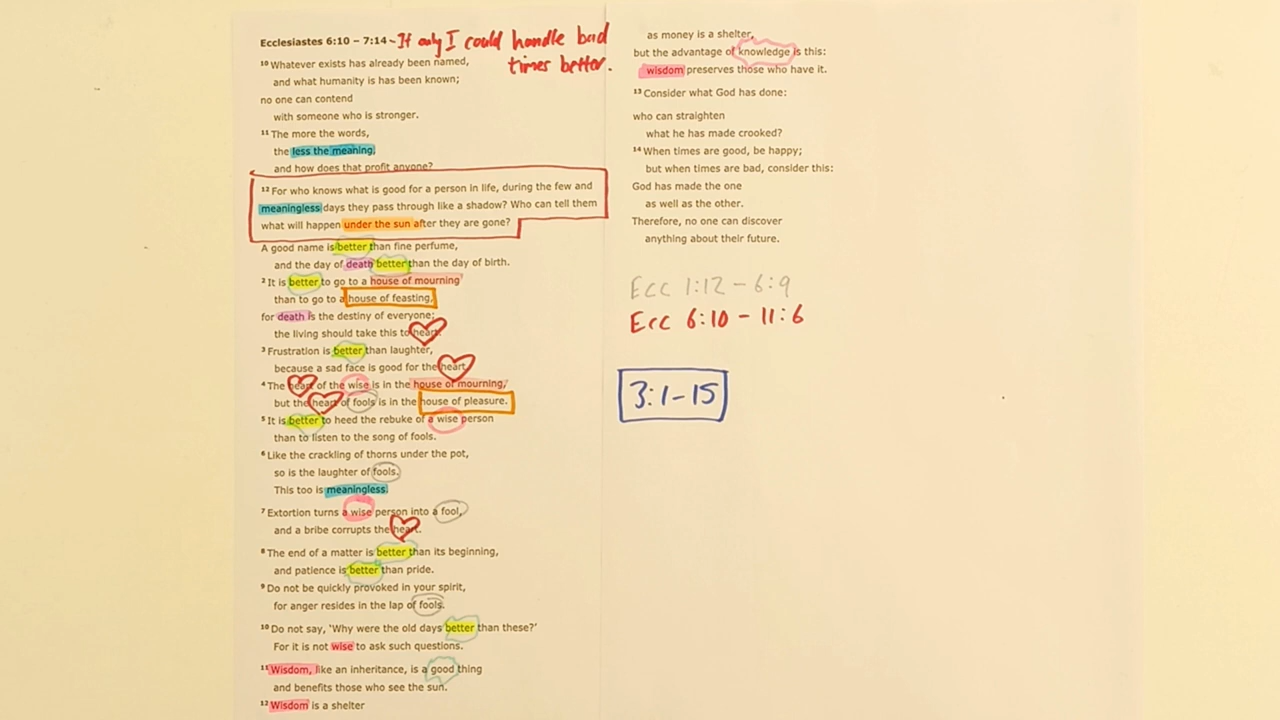 Ecclesiastes 6:10 – 7:14 ~ If only I could handle bad
times better.
10 Whatever exists has already been named,
and what humanity is has been known;
no one can contend
with someone who is stronger.
11 The more the words,
the less the meaning,
and how does that profit anyone?
12 For who knows what is good for a person in life, during the few and
meaningless days they pass through like a shadow? Who can tell them
what will happen under the sun after they are gone?
A good name is better than fine perfume,
and the day of death better than the day of birth.
2 It is better to go to a house of mourning
than to go to a house of feasting,
for death is the destiny of everyone;
the living should take this to heart.
3 Frustration is better than laughter,
because a sad face is good for the heart.
4 The heart of the wise is in the house of mourning,
but the heart of fools is in the house of pleasure.
5 It is better to heed the rebuke of a wise person
than to listen to the song of fools.
6 Like the crackling of thorns under the pot,
so is the laughter of fools.
This too is meaningless.
7 Extortion turns a wise person into a fool,
and a bribe corrupts the heart.
8 The end of a matter is better than its beginning,
and patience is better than pride.
9 Do not be quickly provoked in your spirit,
for anger resides in the lap of fools.
10 Do not say, ‘Why were the old days better than these?’
For it is not wise to ask such questions.
11 Wisdom, like an inheritance, is a good thing
and benefits those who see the sun.
12 Wisdom is a shelter
as money is a shelter,
but the advantage of knowledge is this:
wisdom preserves those who have it.
13 Consider what God has done:
who can straighten
what he has made crooked?
14 When times are good, be happy;
but when times are bad, consider this:
God has made the one
as well as the other.
Therefore, no one can discover
anything about their future.
Ecc 1:12 – 6:9
Ecc 6:10 – 11:6
3:1–15